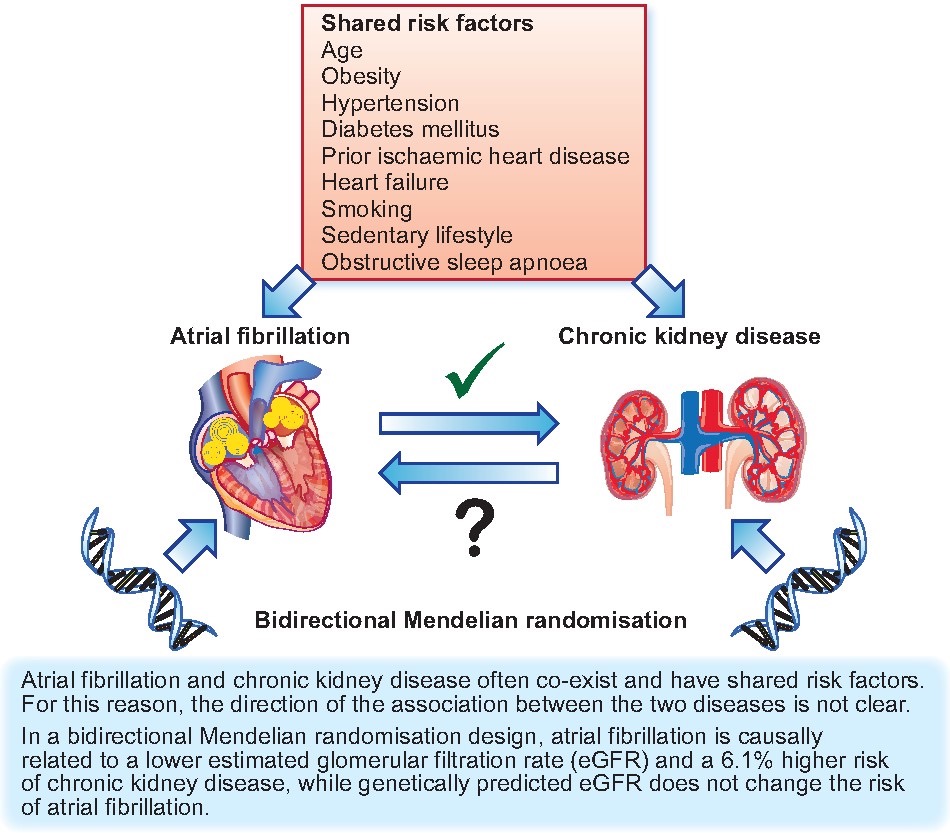 Shared risk factors
Age
Obesity
Hypertension
Diabetes mellitus
Prior ischaemic heart disease
Heart failure
Smoking
Sedentary lifestyle
Obstructive sleep apnoea
Atrial fibrillation
Chronic kidney disease
?
Bidirectional Mendelian randomisation
Atrial fibrillation and chronic kidney disease often co-exist and have shared risk factors.
For this reason, the direction of the association between the two diseases is not clear.
In a bidirectional Mendelian randomisation design, atrial fibrillation is causally
related to a lower estimated glomerular filtration rate (eGFR) and a 6.1% higher risk
of chronic kidney disease, while genetically predicted eGFR does not change the risk
of atrial fibrillation.